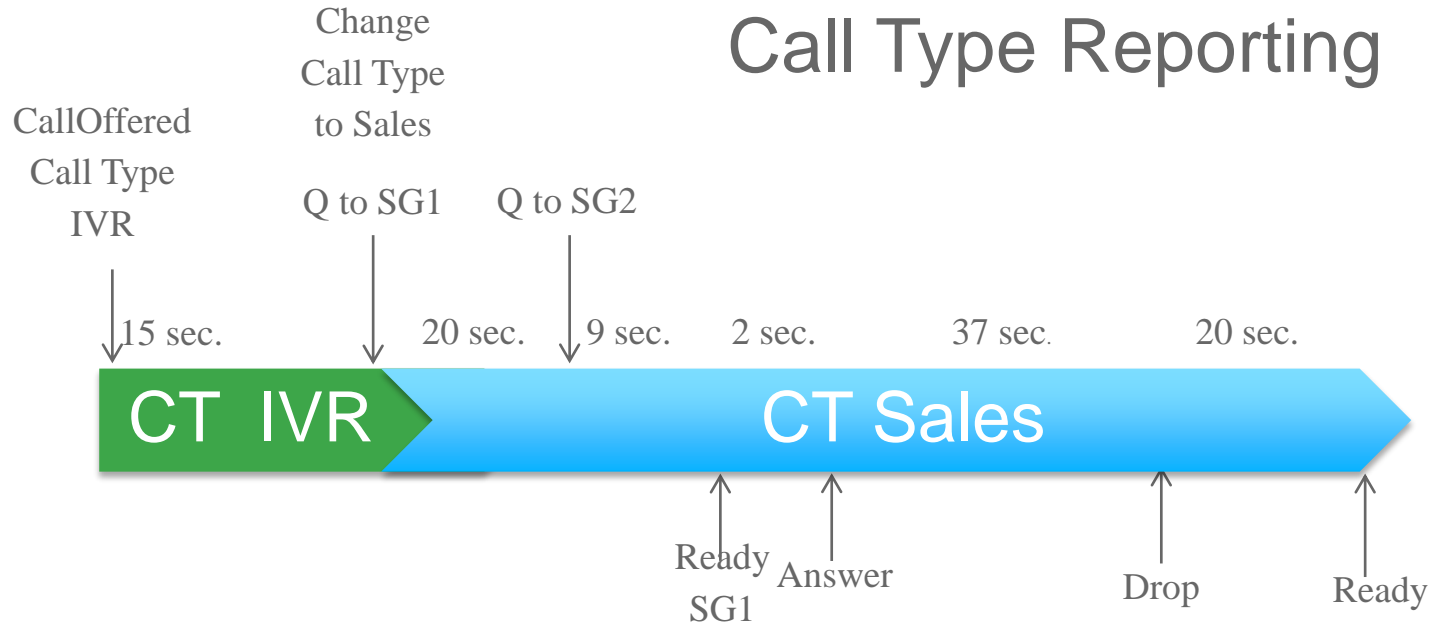 Call Type Reporting
CallOffered
Call Type
IVR
Change
Call Type
to Sales
Q to SG1
Q to SG2
15 sec.
20 sec.
9 sec.
2 sec.
37 sec.
20 sec.
CT IVR
CT Sales
Ready
SG1
Answer
Drop
Ready